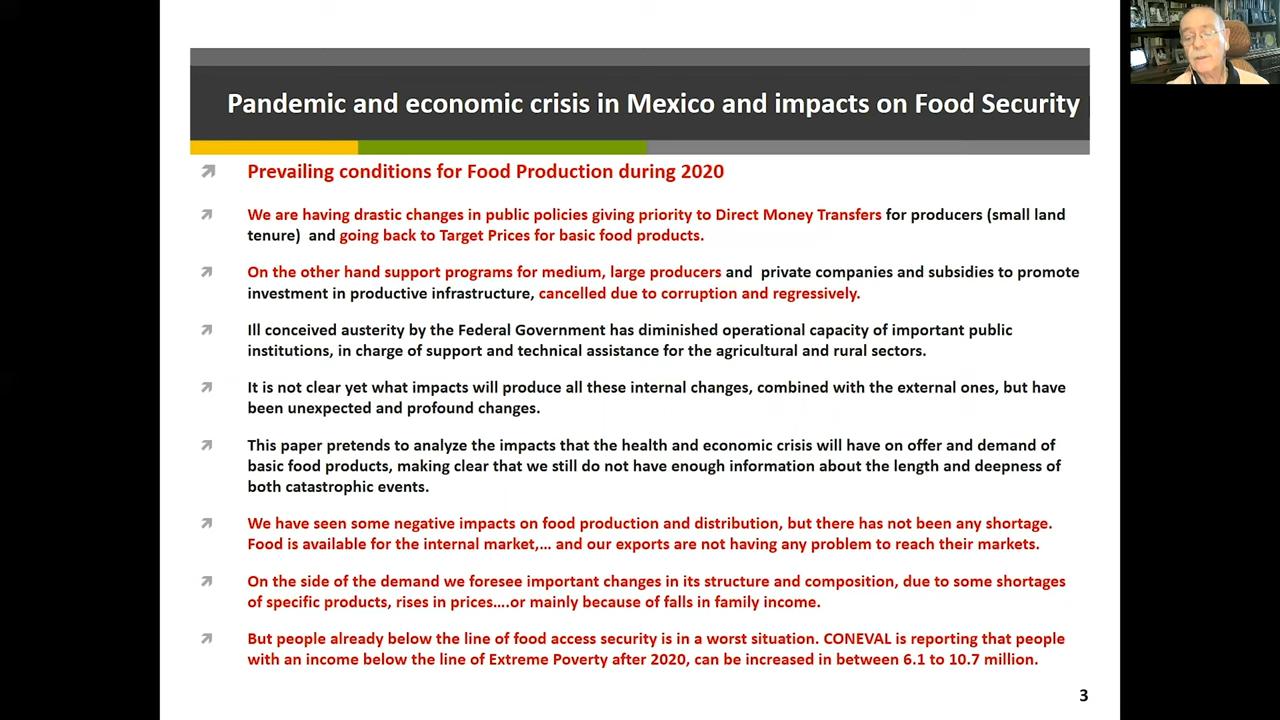 Pandemic and economic crisis in Mexico and impacts on Food Security
Prevailing conditions for Food Production during 2020
We are having drastic changes in public policies giving priority to Direct Money Transfers for producers (small land
tenure) and going back to Target Prices for basic food products.
On the other hand support programs for medium, large producers and private companies and subsidies to promote
investment in productive infrastructure, cancelled due to corruption and regressively.
Ill conceived austerity by the Federal Government has diminished operational capacity of important public
institutions, in charge of support and technical assistance for the agricultural and rural sectors.
It is not clear yet what impacts will produce all these internal changes, combined with the external ones, but have
been unexpected and profound changes.
This paper pretends to analyze the impacts that the health and economic crisis will have on offer and demand of
basic food products, making clear that we still do not have enough information about the length and deepness of
both catastrophic events.
We have seen some negative impacts on food production and distribution, but there has not been any shortage.
Food is available for the internal market,... and our exports are not having any problem to reach their markets.
On the side of the demand we foresee important changes in its structure and composition, due to some shortages
of specific products, rises in prices....or mainly because of falls in family income.
But people already below the line of food access security is in a worst situation. CONEVAL is reporting that people
with an income below the line of Extreme Poverty after 2020, can be increased in between 6.1 to 10.7 million.
3